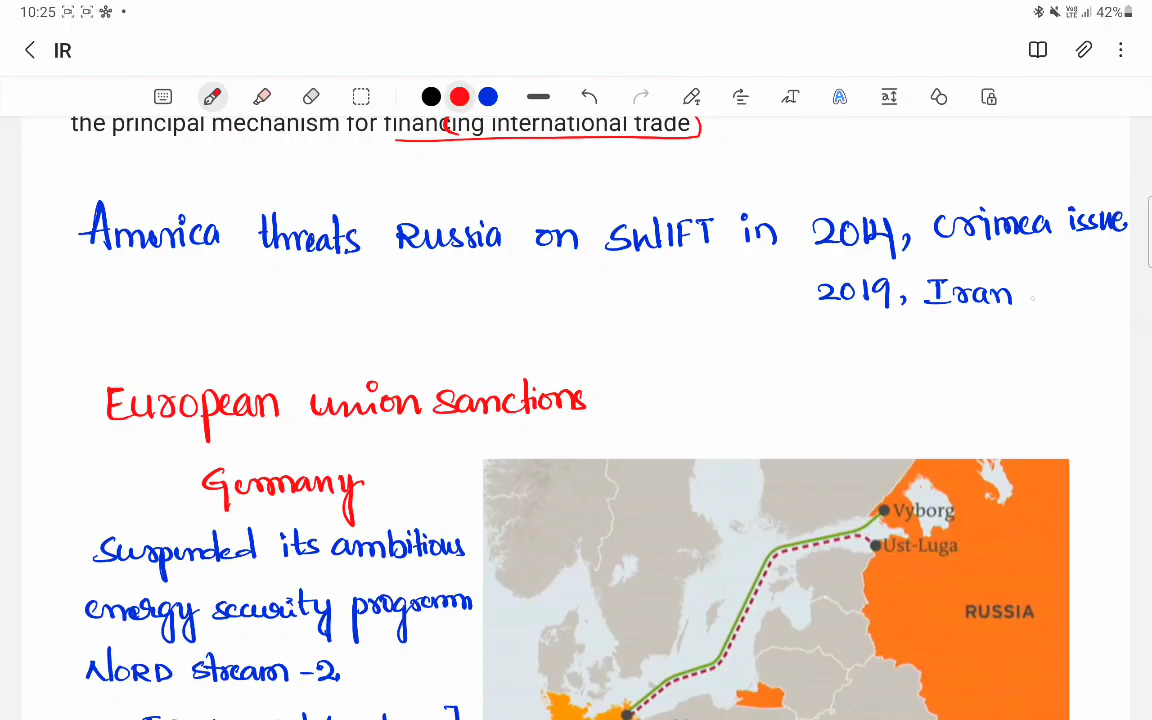 10:25
42%
IR
the principal mechanism for financing international trade
America threats Russia on SWIFT in 2014, Crimea issue
2019, Iran
European union sanctions
Germany
Suspended its ambitious
energy security program
NORD stream -2
Vyborg
Ust-Luga
RUSSIA